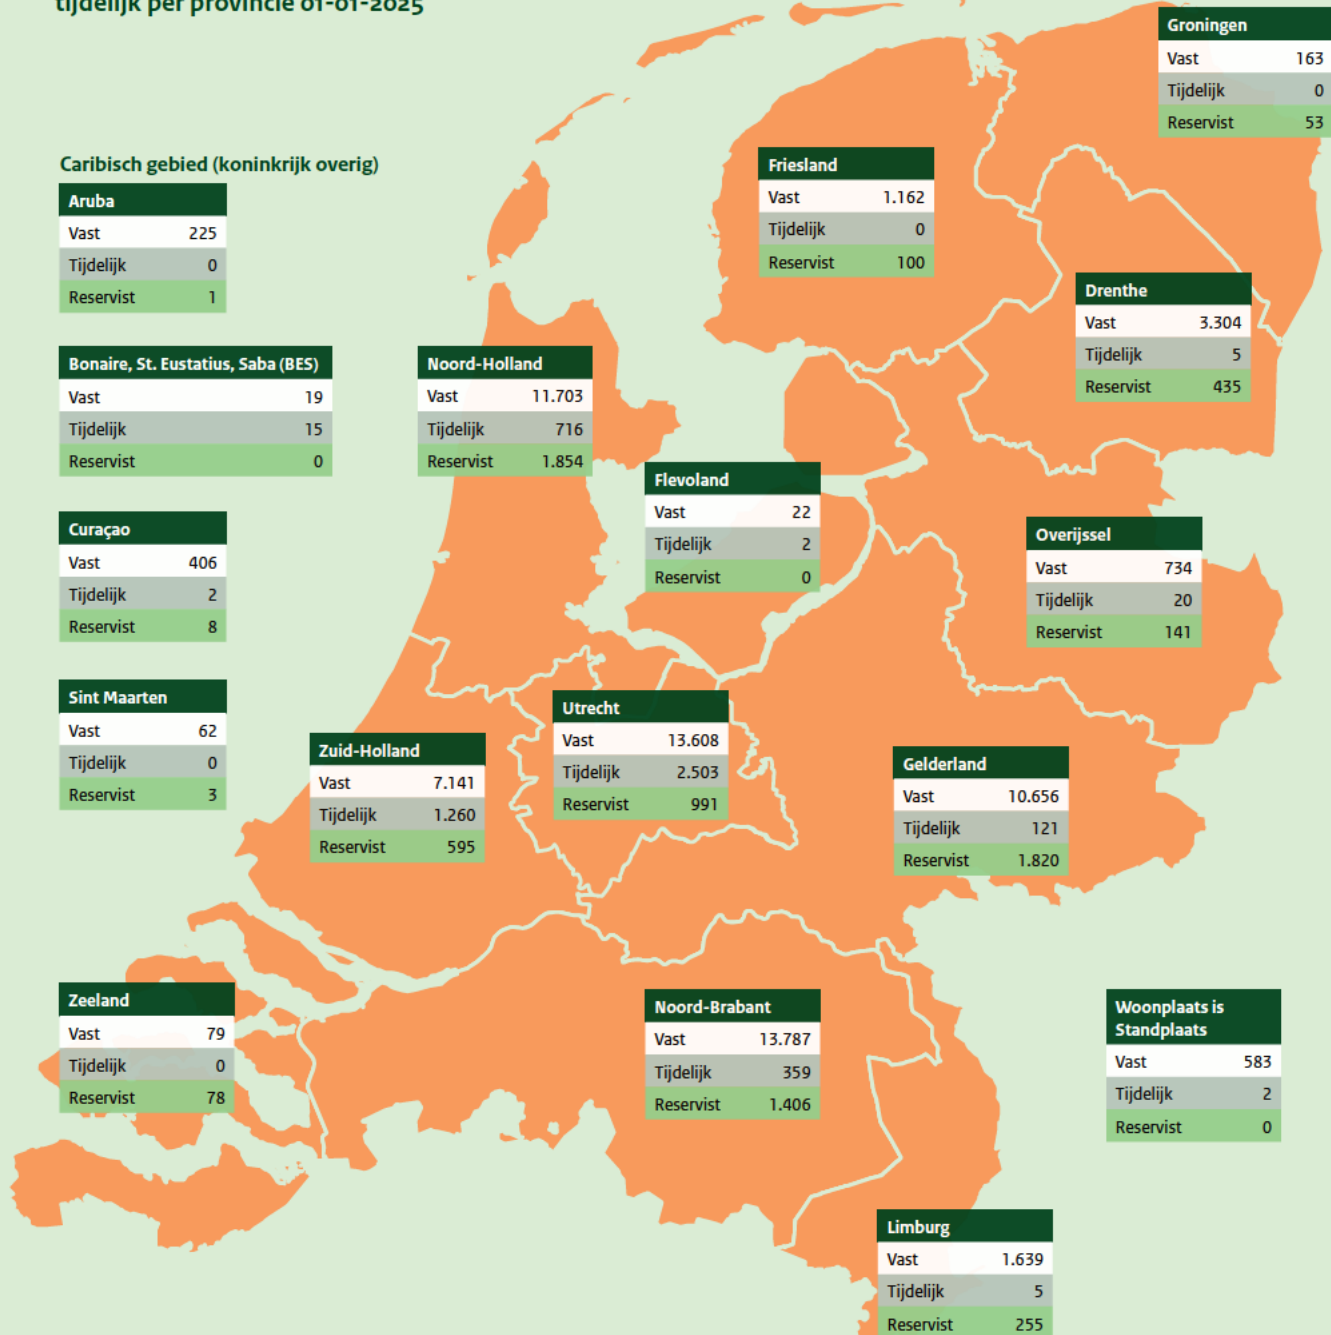 tijdelijk per provincie 01-01-2025
Groningen
Vast 163
Tijdelijk 0
Reservist 53
Caribisch gebied (koninkrijk overig)
Aruba
Vast 225
Tijdelijk 0
Reservist 1
Friesland
Vast 1.162
Tijdelijk 0
Reservist 100
Drenthe
Vast 3.304
Tijdelijk 5
Reservist 435
Bonaire, St. Eustatius, Saba (BES)
Vast 19
Tijdelijk 15
Reservist 0
Noord-Holland
Vast 11.703
Tijdelijk 716
Reservist 1.854
Flevoland
Vast 22
Tijdelijk 2
Reservist 0
Curaçao
Vast 406
Tijdelijk 2
Reservist 8
Overijssel
Vast 734
Tijdelijk 20
Reservist 141
Sint Maarten
Vast 62
Tijdelijk 0
Reservist 3
Utrecht
Vast 13.608
Tijdelijk 2.503
Reservist 991
Zuid-Holland
Vast 7.141
Tijdelijk 1.260
Reservist 595
Gelderland
Vast 10.656
Tijdelijk 121
Reservist 1.820
Zeeland
Vast 79
Tijdelijk 0
Reservist 78
Noord-Brabant
Vast 13.787
Tijdelijk 359
Reservist 1.406
Woonplaats is
Standplaats
Vast 583
Tijdelijk 2
Reservist 0
Limburg
Vast 1.639
Tijdelijk 5
Reservist 255